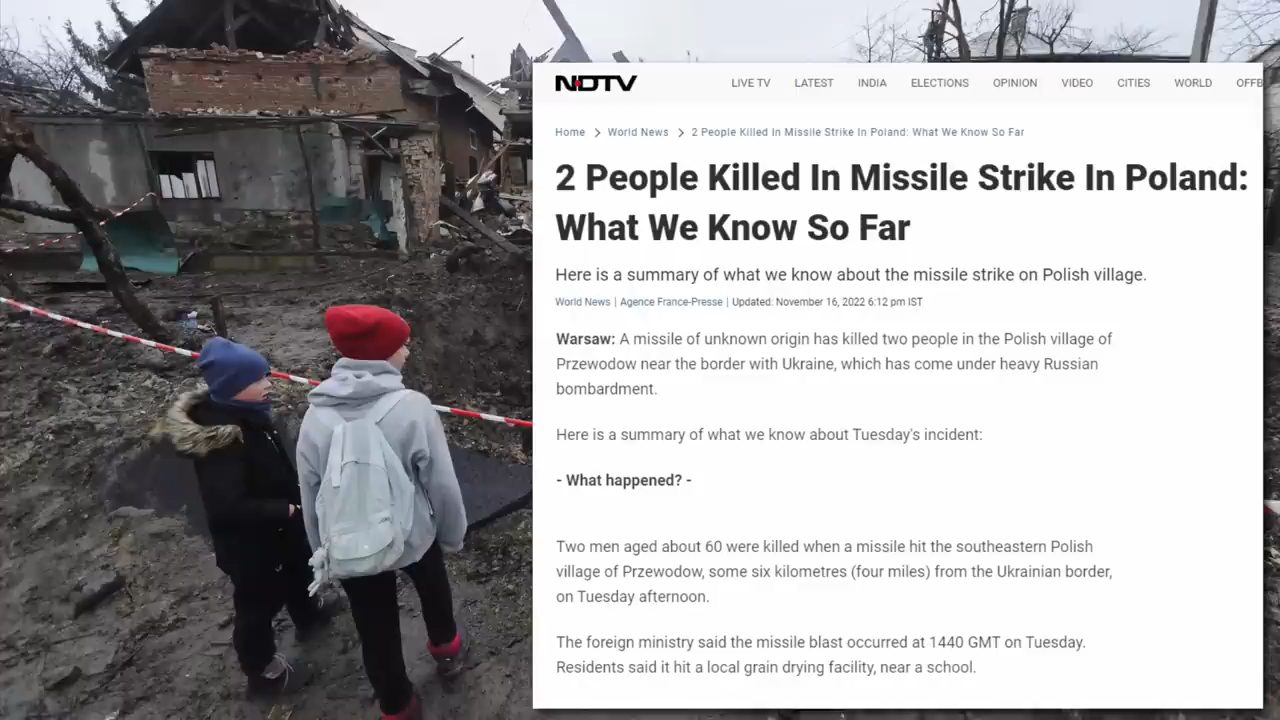 NDTV
LIVE TV LATEST INDIA ELECTIONS OPINION VIDEO CITIES WORLD OFFB
Home > World News > 2 People Killed In Missile Strike In Poland: What We Know So Far
2 People Killed In Missile Strike In Poland:
What We Know So Far
Here is a summary of what we know about the missile strike on Polish village.
World News | Agence France-Presse | Updated: November 16, 2022 6:12 pm IST
Warsaw: A missile of unknown origin has killed two people in the Polish village of
Przewodow near the border with Ukraine, which has come under heavy Russian
bombardment.
Here is a summary of what we know about Tuesday's incident:
- What happened? -
Two men aged about 60 were killed when a missile hit the southeastern Polish
village of Przewodow, some six kilometres (four miles) from the Ukrainian border,
on Tuesday afternoon.
The foreign ministry said the missile blast occurred at 1440 GMT on Tuesday.
Residents said it hit a local grain drying facility, near a school.